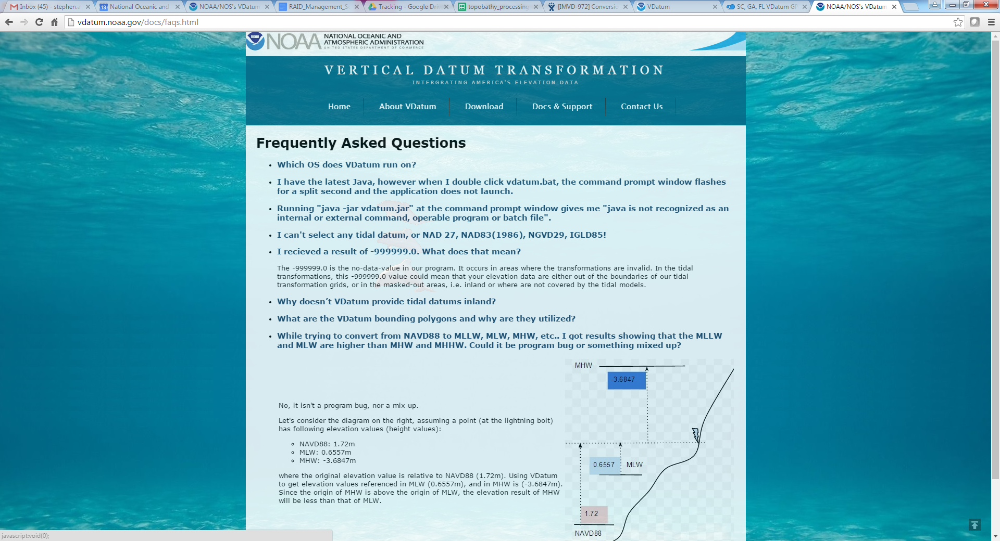 Inbox (45) - stephen.a
National Oceanic and
NOAA/NOS's VDatum
RAID_Management_S
Tracking - Google Driv
topobathy_processing
[IMVD-972] Conversio
VDatum
SC, GA, FL VDatum GP
NOAA/NOS's VDatum
vdatum.noaa.gov/docs/faqs.html
NOAA NATIONAL OCEANIC AND
ATMOSPHERIC ADMINISTRATION
UNITED STATES DEPARTMENT OF COMMERCE
VERTICAL DATUM TRANSFORMATION
INTERGRATING AMERICA'S ELEVATION DATA
Home About VDatum Download Docs & Support Contact Us
Frequently Asked Questions
• Which OS does VDatum run on?
• I have the latest Java, however when I double click vdatum.bat, the command prompt window flashes
for a split second and the application does not launch.
• Running "java -jar vdatum.jar" at the command prompt window gives me "java is not recognized as an
internal or external command, operable program or batch file".
• I can't select any tidal datum, or NAD 27, NAD83(1986), NGVD29, IGLD85!
• I recieved a result of -999999.0. What does that mean?
The -999999.0 is the no-data-value in our program. It occurs in areas where the transformations are invalid. In the tidal
transformations, this -999999.0 value could mean that your elevation data are either out of the boundaries of our tidal
transformation grids, or in the masked-out areas, i.e. inland or where are not covered by the tidal models.
• Why doesn’t VDatum provide tidal datums inland?
• What are the VDatum bounding polygons and why are they utilized?
• While trying to convert from NAVD88 to MLLW, MLW, MHW, etc.. I got results showing that the MLLW
and MLW are higher than MHW and MHHW. Could it be program bug or something mixed up?
No, it isn't a program bug, nor a mix up.
Let's consider the diagram on the right, assuming a point (at the lightning bolt)
has following elevation values (height values):
NAVD88: 1.72m
MLW: 0.6557m
MHW: -3.6847m
where the original elevation value is relative to NAVD88 (1.72m). Using VDatum
to get elevation values referenced in MLW (0.6557m), and in MHW is (-3.6847m).
Since the origin of MHW is above the origin of MLW, the elevation result of MHW
will be less than that of MLW.
MHW
-3.6847
0.6557 MLW
1.72
NAVD88
javascript:void(0);